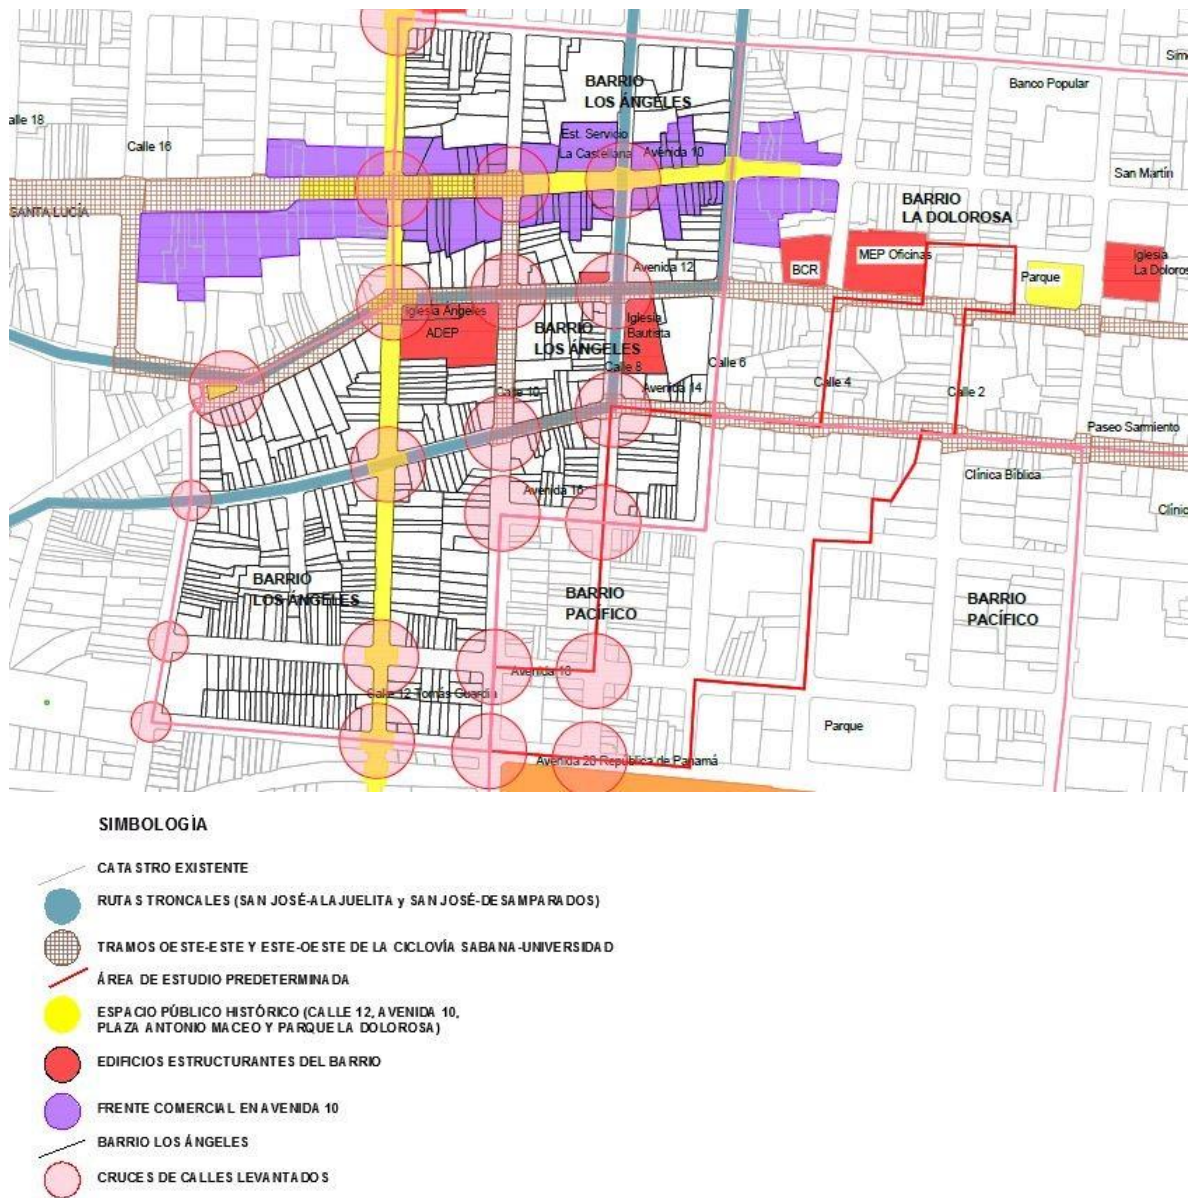 BARRIO
LOS ÁNGELES
Sim
Banco Popular
alle 18
Calle 16
Est. Servicio
La Castellana
Avenida 10
San Martín
SANTA LUCÍA
BARRIO
LA DOLOROSA
MEP Oficinas
Iglesia
La Doloros
Avenida 12
BCR
Parque
Iglesia Angeles
ADEP
BARRIO
LOS ÁNGELES
Iglesia
Bautista
Calle 8
Calle 6
Calle 4
Calle 2
Calle 10
Avenida 14
Paseo Sarmiento
Clínica Bíblica
Avenida 16
Clínic
BARRIO
LOS ÁNGELES
BARRIO
PACÍFICO
BARRIO
PACÍFICO
Avenida 18
Calle 12 Tomás Guardia
Parque
Avenida 20 República de Panamá
SIMBOLOGÍA
CATASTRO EXISTENTE
RUTAS TRONCALES (SAN JOSÉ-ALAJUELITA y SAN JOSÉ-DESAMPARADOS)
TRAMOS OESTE-ESTE Y ESTE-OESTE DE LA CICLOVÍA SABANA-UNIVERSIDAD
ÁREA DE ESTUDIO PREDETERMINADA
ESPACIO PÚBLICO HISTÓRICO (CALLE 12, AVENIDA 10,
PLAZA ANTONIO MACEO Y PARQUE LA DOLOROSA)
EDIFICIOS ESTRUCTURANTES DEL BARRIO
FRENTE COMERCIAL EN AVENIDA 10
BARRIO LOS ÁNGELES
CRUCES DE CALLES LEVANTADOS